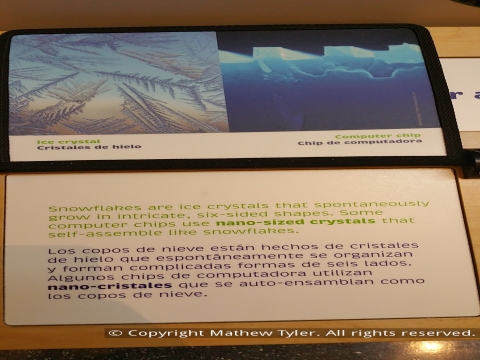 Ice crystal
Cristales de hielo
Computer chip
Chip de computadora
r a
Snowflakes are ice crystals that spontaneously
grow in intricate, six-sided shapes. Some
computer chips use nano-sized crystals that
self-assemble like snowflakes.
Los copos de nieve están hechos de cristales
de hielo que espontáneamente se organizan
y forman complicadas formas de seis lados.
Algunos chips de computadora utilizan
nano-cristales que se auto-ensamblan como
los copos de nieve.
© Copyright Mathew Tyler. All rights reserved.